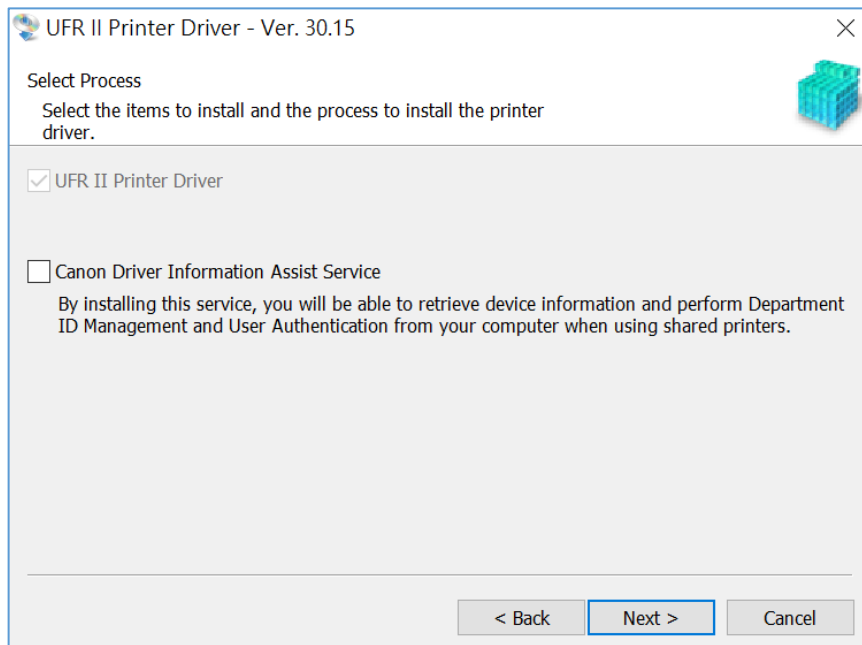 UFR II Printer Driver - Ver. 30.15
Select Process
Select the items to install and the process to install the printer
driver.
UFR II Printer Driver
Canon Driver Information Assist Service
By installing this service, you will be able to retrieve device information and perform Department
ID Management and User Authentication from your computer when using shared printers.
< Back Next > Cancel